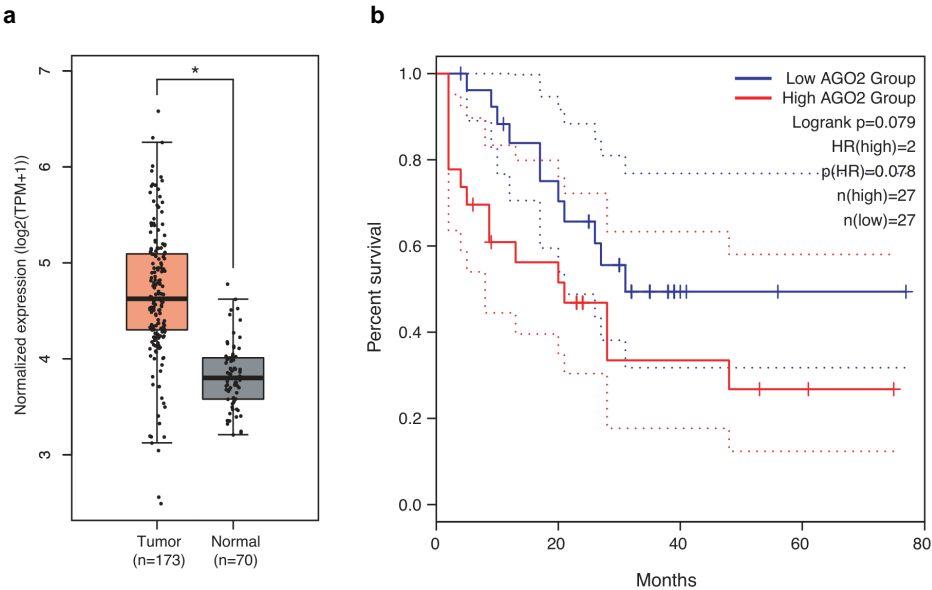 a
Normalized expression (log2(TPM+1))
7
6
5
4
3
*
Tumor
(n=173)
Normal
(n=70)
b
Percent survival
1.0
0.8
0.6
0.4
0.2
0.0
Low AGO2 Group
High AGO2 Group
Logrank p=0.079
HR(high)=2
p(HR)=0.078
n(high)=27
n(low)=27
0
20
40
60
80
Months